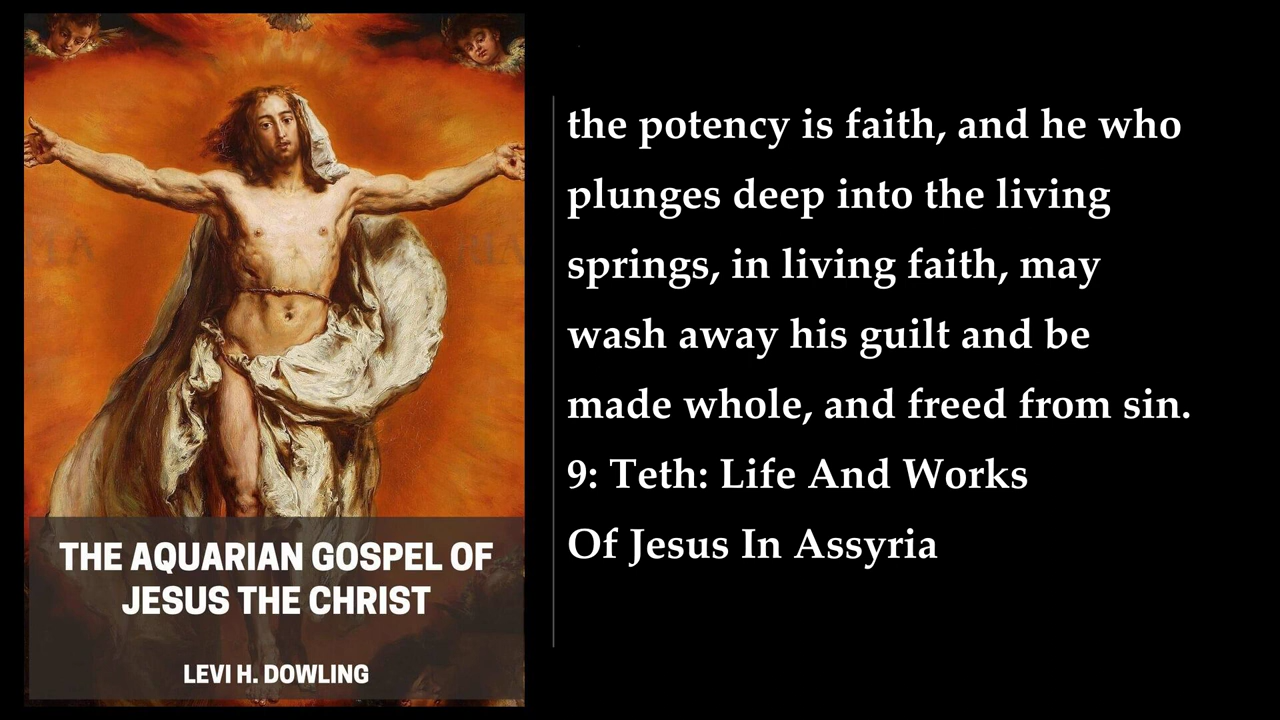 THE AQUARIAN GOSPEL OF
JESUS THE CHRIST
LEVI H. DOWLING
the potency is faith, and he who
plunges deep into the living
springs, in living faith, may
wash away his guilt and be
made whole, and freed from sin.
9: Teth: Life And Works
Of Jesus In Assyria